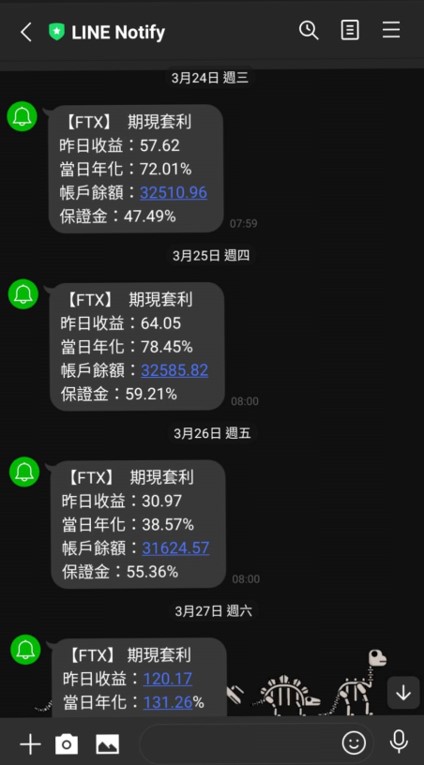 LINE Notify
3月24日 週三
【FTX】 期現套利
昨日收益：57.62
當日年化：72.01%
帳戶餘額：32510.96
保證金：47.49%
07:59
3月25日 週四
【FTX】 期現套利
昨日收益：64.05
當日年化：78.45%
帳戶餘額：32585.82
保證金：59.21%
08:00
3月26日 週五
【FTX】 期現套利
昨日收益：30.97
當日年化：38.57%
帳戶餘額：31624.57
保證金：55.36%
08:00
3月27日 週六
【FTX】 期現套利
昨日收益：120.17
當日年化：131.26%